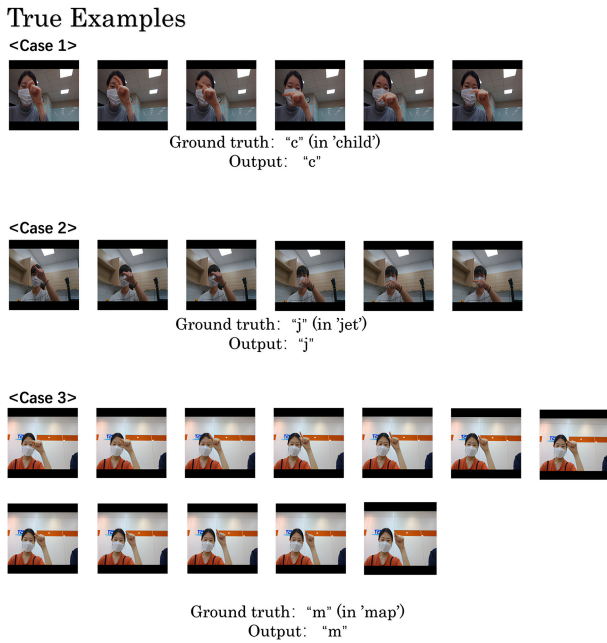 True Examples
<Case 1>
Ground truth: “c” (in ’child’)
Output: “c”
<Case 2>
Ground truth: “j” (in ’jet’)
Output: “j”
<Case 3>
Ground truth: “m” (in ’map’)
Output: “m”